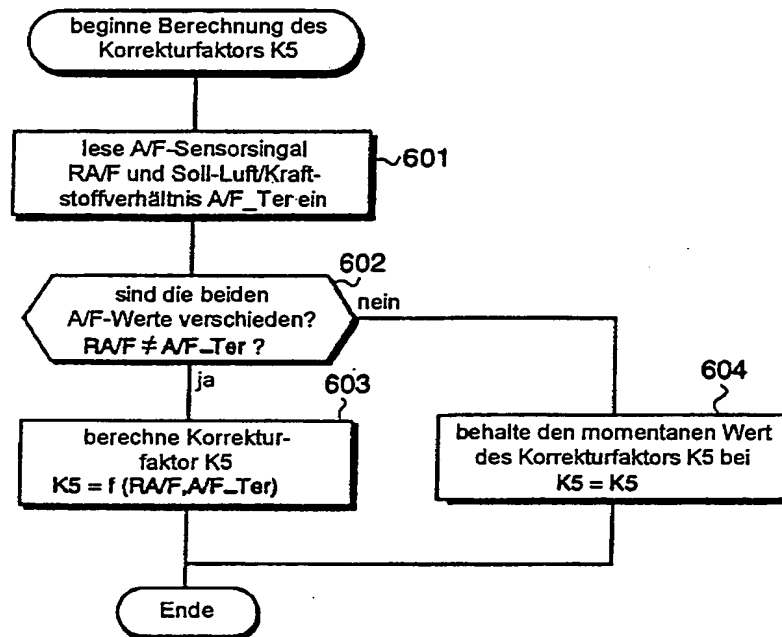 beginne Berechnung des
Korrekturfaktors K5
lese A/F-Sensorsingal
RA/F und Soll-Luft/Kraft-
stoffverhältnis A/F_Ter ein
601
602
sind die beiden
A/F-Werte verschieden?
RA/F ≠ A/F_Ter ?
nein
ja
603
berechne Korrektur-
faktor K5
K5 = f (RA/F,A/F_Ter)
604
behalte den momentanen Wert
des Korrekturfaktors K5 bei
K5 = K5
Ende